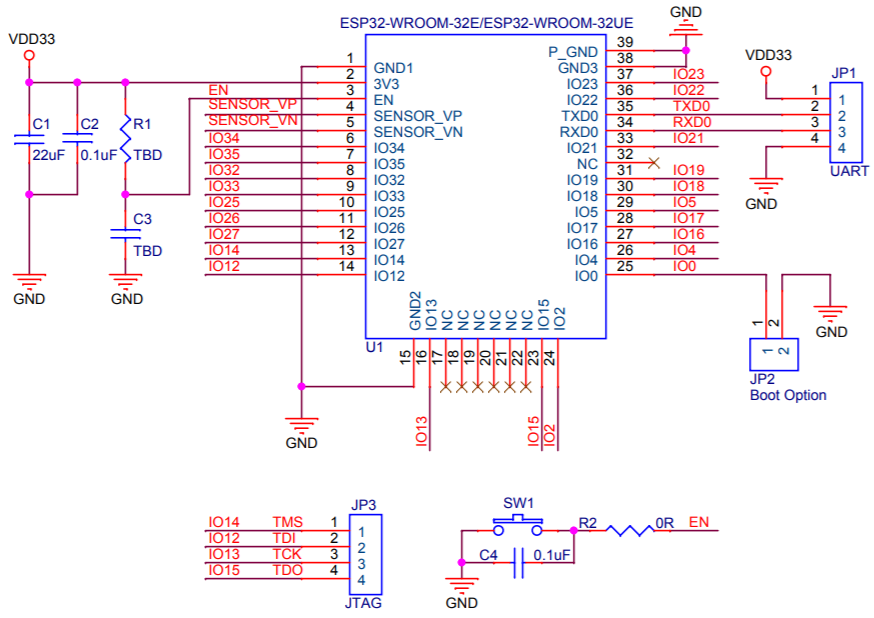 ESP32-WROOM-32E/ESP32-WROOM-32UE
GND
VDD33
C1
22uF
C2
0.1uF
R1
TBD
C3
TBD
GND
GND
EN
SENSOR_VP
SENSOR_VN
IO34
IO35
IO32
IO33
IO25
IO26
IO27
IO14
IO12
1 GND1
2 3V3
3 EN
4 SENSOR_VP
5 SENSOR_VN
6 IO34
7 IO35
8 IO32
9 IO33
10 IO25
11 IO26
12 IO27
13 IO14
14 IO12
P_GND 39
GND3 38
IO23 37 IO23
IO22 36 IO22
TXD0 35 TXD0
RXD0 34 RXD0
IO21 33 IO21
NC 32
IO19 31 IO19
IO18 30 IO18
IO5 29 IO5
IO17 28 IO17
IO16 27 IO16
IO4 26 IO4
IO0 25 IO0
U1
GND2 15
IO13 16 IO13
NC 17
NC 18
NC 19
NC 20
NC 21
NC 22
IO15 23 IO15
IO2 24 IO2
GND
VDD33
JP1
1 1
2 2
3 3
4 4
UART
GND
1 1
2 2
JP2
Boot Option
GND
JP3
IO14 TMS 1 1
IO12 TDI 2 2
IO13 TCK 3 3
IO15 TDO 4 4
JTAG
SW1
R2 0R EN
C4 0.1uF
GND